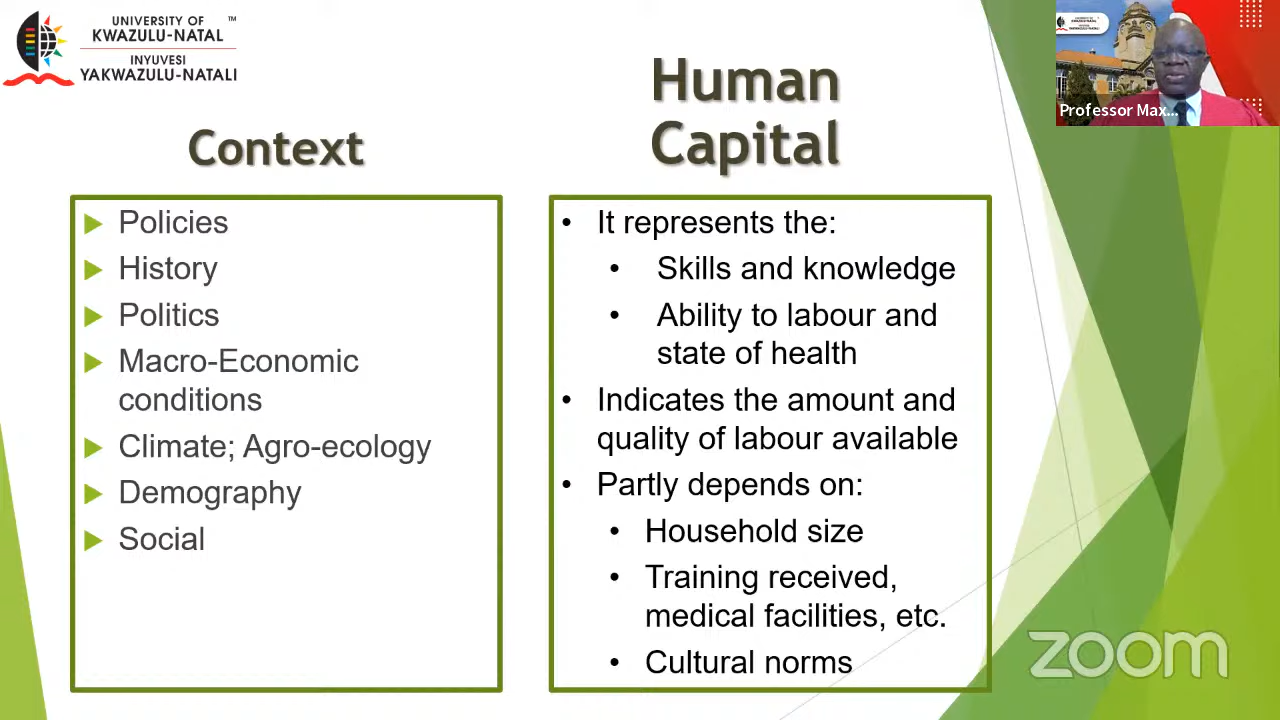 UNIVERSITY OF ™
KWAZULU-NATAL
INYUVESI
YAKWAZULU-NATALI
Context
Policies
History
Politics
Macro-Economic
conditions
Climate; Agro-ecology
Demography
Social
Human
Capital
• It represents the:
• Skills and knowledge
• Ability to labour and
state of health
• Indicates the amount and
quality of labour available
• Partly depends on:
• Household size
• Training received,
medical facilities, etc.
• Cultural norms
Professor Max...
zoom